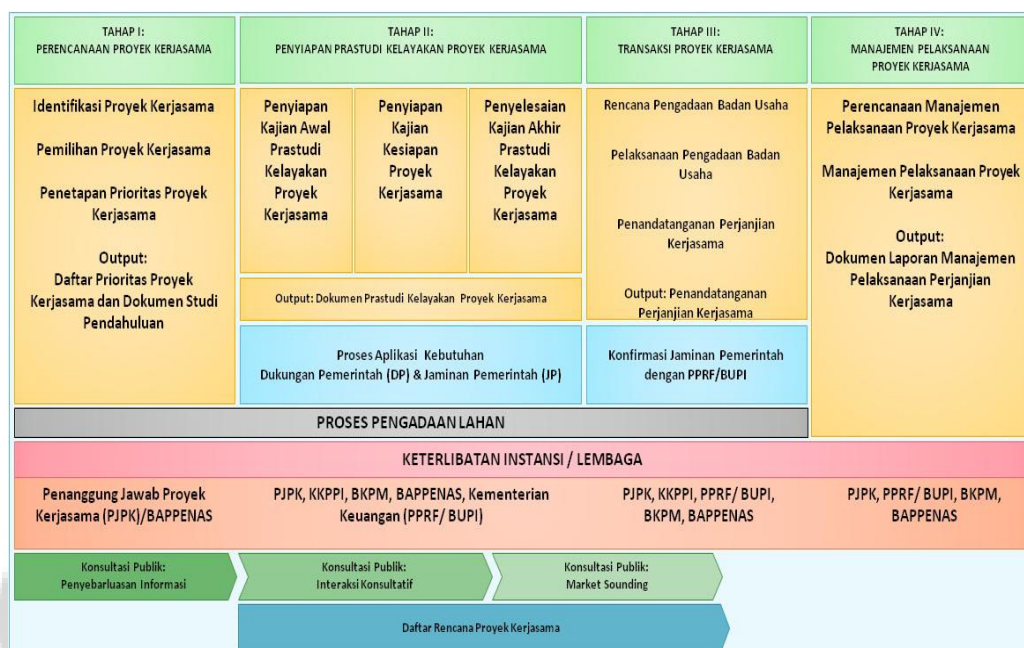 TAHAP I:
PERENCANAAN PROYEK KERJASAMA
TAHAP II:
PENYIAPAN PRASTUDI KELAYAKAN PROYEK KERJASAMA
TAHAP III:
TRANSAKSI PROYEK KERJASAMA
TAHAP IV:
MANAJEMEN PELAKSANAAN
PROYEK KERJASAMA
Identifikasi Proyek Kerjasama
Pemilihan Proyek Kerjasama
Penetapan Prioritas Proyek
Kerjasama
Output:
Daftar Prioritas Proyek
Kerjasama dan Dokumen Studi
Pendahuluan
Penyiapan
Kajian Awal
Prastudi
Kelayakan
Proyek
Kerjasama
Penyiapan
Kajian
Kesiapan
Proyek
Kerjasama
Penyelesaian
Kajian Akhir
Prastudi
Kelayakan
Proyek
Kerjasama
Output: Dokumen Prastudi Kelayakan Proyek Kerjasama
Proses Aplikasi Kebutuhan
Dukungan Pemerintah (DP) & Jaminan Pemerintah (JP)
Rencana Pengadaan Badan Usaha
Pelaksanaan Pengadaan Badan
Usaha
Penandatanganan Perjanjian
Kerjasama
Output: Penandatanganan
Perjanjian Kerjasama
Konfirmasi Jaminan Pemerintah
dengan PPRF/BUPI
Perencanaan Manajemen
Pelaksanaan Proyek Kerjasama
Manajemen Pelaksanaan Proyek
Kerjasama
Output:
Dokumen Laporan Manajemen
Pelaksanaan Perjanjian
Kerjasama
PROSES PENGADAAN LAHAN
KETERLIBATAN INSTANSI / LEMBAGA
Penanggung Jawab Proyek
Kerjasama (PJPK)/BAPPENAS
PJPK, KKPPI, BKPM, BAPPENAS, Kementerian
Keuangan (PPRF/ BUPI)
PJPK, KKPPI, PPRF/ BUPI,
BKPM, BAPPENAS
PJPK, PPRF/ BUPI, BKPM,
BAPPENAS
Konsultasi Publik:
Penyebarluasan Informasi
Konsultasi Publik:
Interaksi Konsultatif
Konsultasi Publik:
Market Sounding
Daftar Rencana Proyek Kerjasama